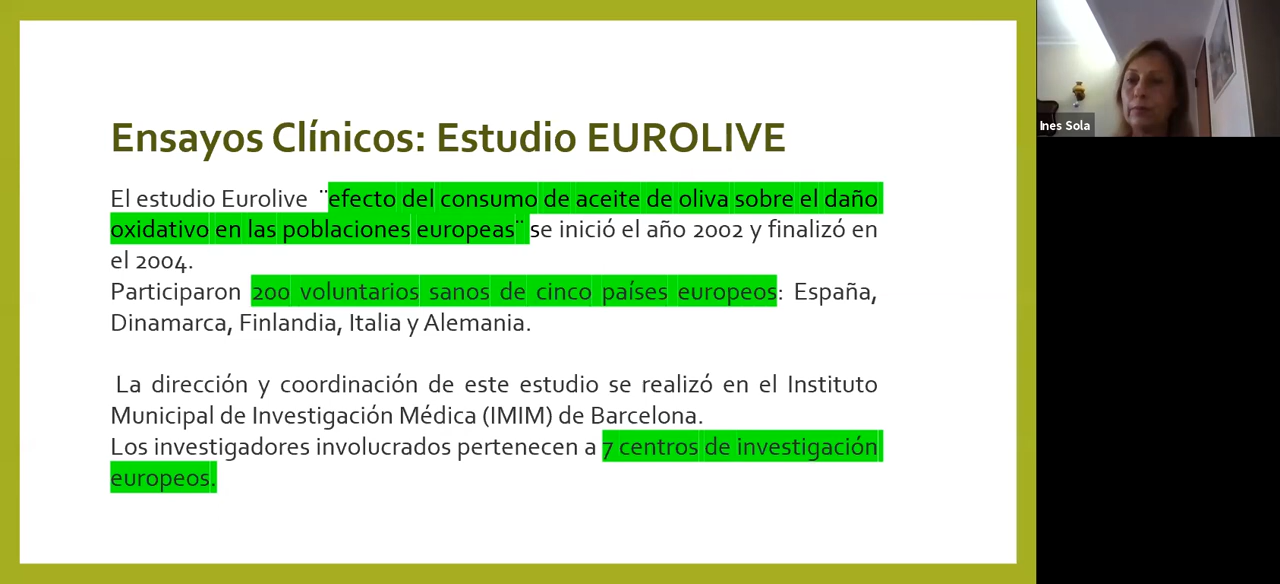 Ensayos Clínicos: Estudio EUROLIVE
El estudio Eurolive ¨efecto del consumo de aceite de oliva sobre el daño
oxidativo en las poblaciones europeas¨ se inició el año 2002 y finalizó en
el 2004.
Participaron 200 voluntarios sanos de cinco países europeos: España,
Dinamarca, Finlandia, Italia y Alemania.
La dirección y coordinación de este estudio se realizó en el Instituto
Municipal de Investigación Médica (IMIM) de Barcelona.
Los investigadores involucrados pertenecen a 7 centros de investigación
europeos.
Ines Sola